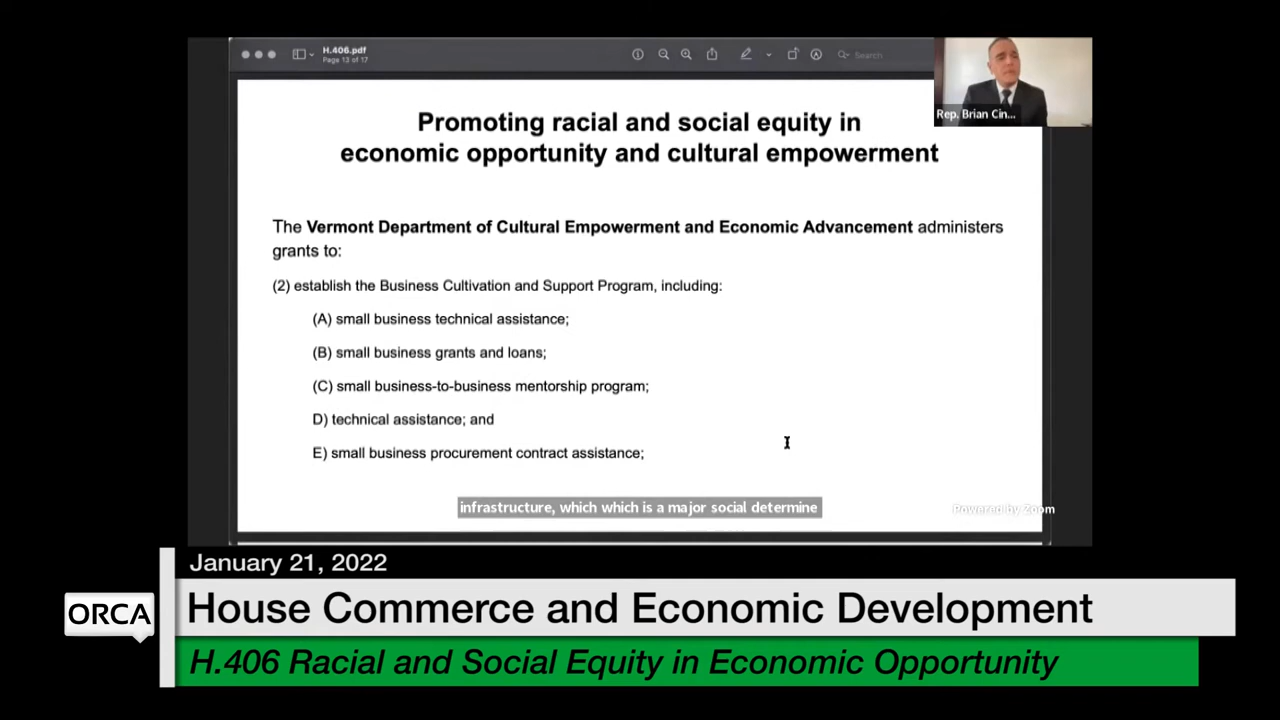 H.406.pdf
Page 13 of 17
Search
Rep. Brian Cin...
Promoting racial and social equity in
economic opportunity and cultural empowerment
The Vermont Department of Cultural Empowerment and Economic Advancement administers
grants to:
(2) establish the Business Cultivation and Support Program, including:
(A) small business technical assistance;
(B) small business grants and loans;
(C) small business-to-business mentorship program;
D) technical assistance; and
E) small business procurement contract assistance;
infrastructure, which which is a major social determine
Powered by Zoom
January 21, 2022
ORCA
House Commerce and Economic Development
H.406 Racial and Social Equity in Economic Opportunity